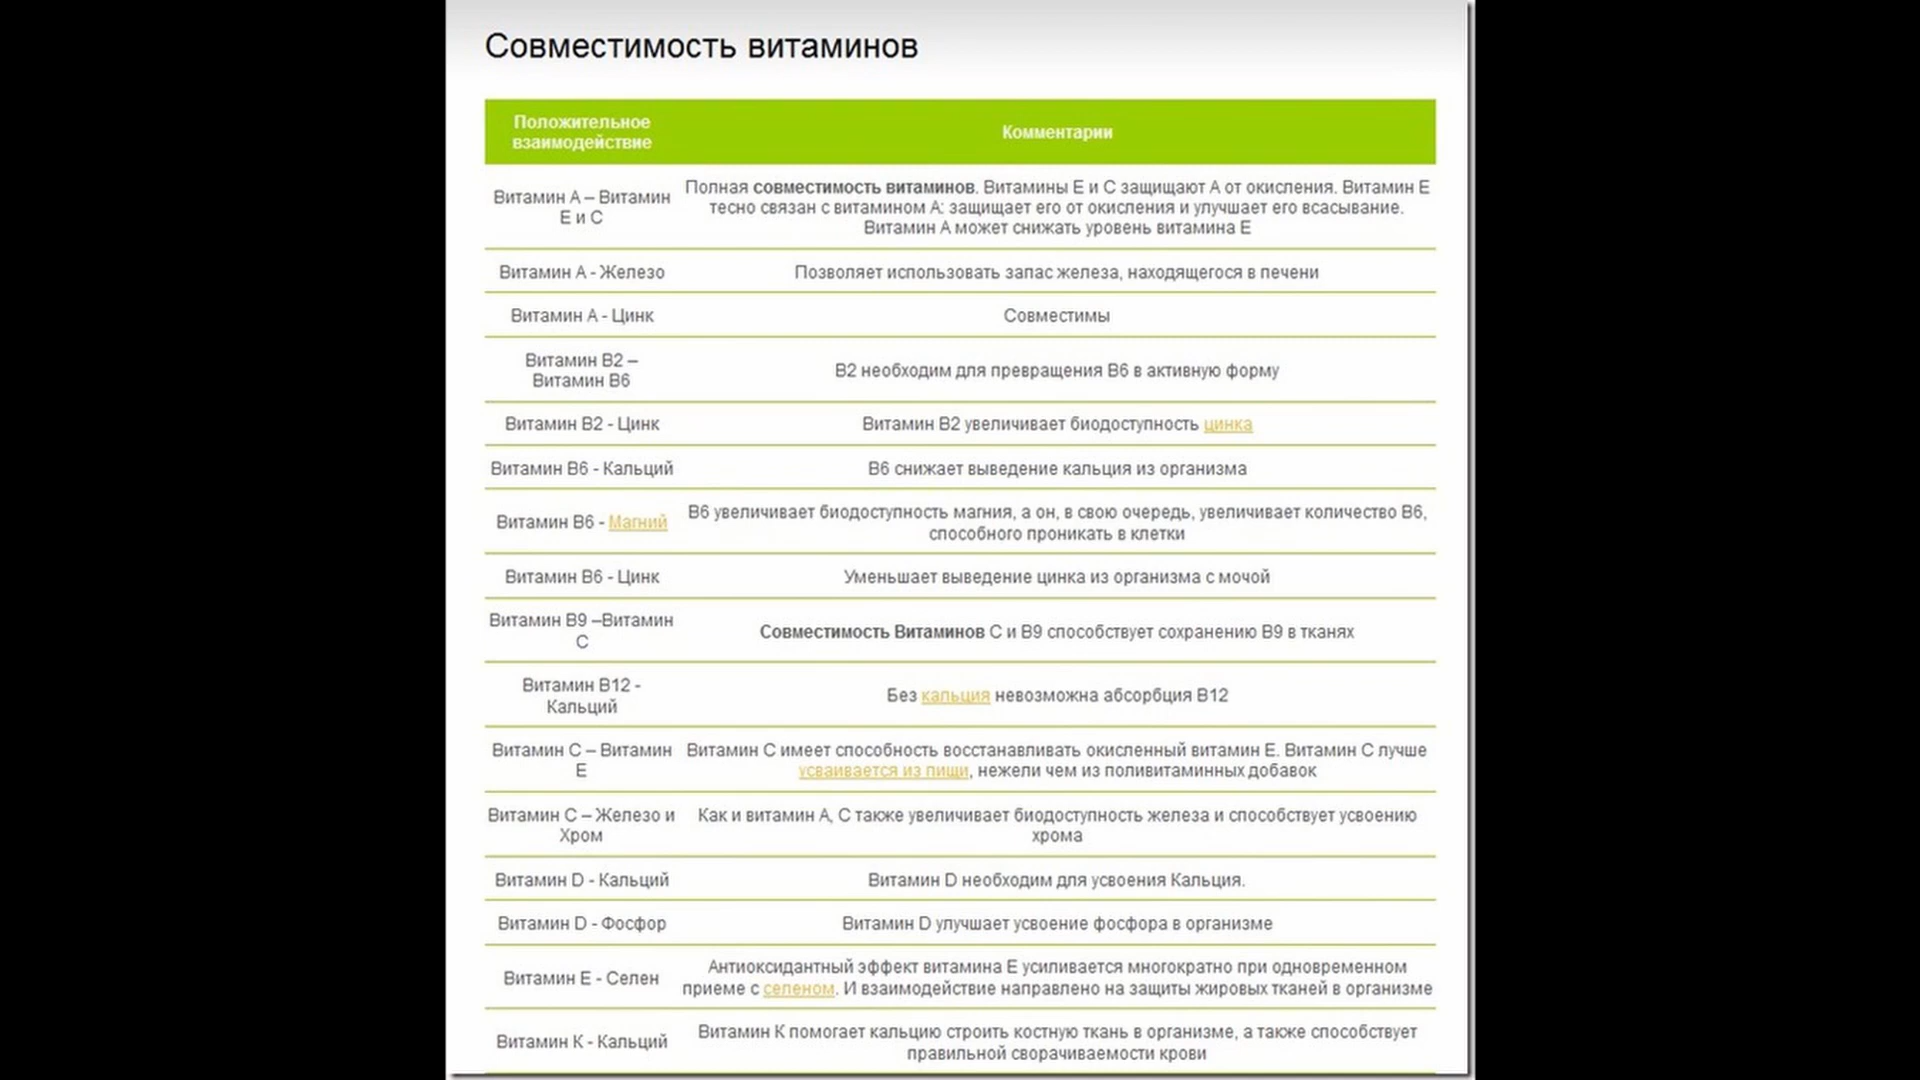 Совместимость витаминов
Положительное
взаимодействие
Комментарии
Витамин А – Витамин
Е и С
Полная совместимость витаминов. Витамины Е и С защищают А от окисления. Витамин Е
тесно связан с витамином А: защищает его от окисления и улучшает его всасывание.
Витамин А может снижать уровень витамина Е
Витамин А - Железо
Позволяет использовать запас железа, находящегося в печени
Витамин А - Цинк
Совместимы
Витамин В2 –
Витамин В6
В2 необходим для превращения В6 в активную форму
Витамин В2 - Цинк
Витамин В2 увеличивает биодоступность цинка
Витамин В6 - Кальций
В6 снижает выведение кальция из организма
Витамин В6 - Магний
В6 увеличивает биодоступность магния, а он, в свою очередь, увеличивает количество В6,
способного проникать в клетки
Витамин В6 - Цинк
Уменьшает выведение цинка из организма с мочой
Витамин В9 –Витамин
С
Совместимость Витаминов С и В9 способствует сохранению В9 в тканях
Витамин В12 -
Кальций
Без кальция невозможна абсорбция В12
Витамин С – Витамин
Е
Витамин С имеет способность восстанавливать окисленный витамин Е. Витамин С лучше
усваивается из пищи, нежели чем из поливитаминных добавок
Витамин С – Железо и
Хром
Как и витамин А, С также увеличивает биодоступность железа и способствует усвоению
хрома
Витамин D - Кальций
Витамин D необходим для усвоения Кальция.
Витамин D - Фосфор
Витамин D улучшает усвоение фосфора в организме
Витамин Е - Селен
Антиоксидантный эффект витамина Е усиливается многократно при одновременном
приеме с селеном. И взаимодействие направлено на защиты жировых тканей в организме
Витамин К - Кальций
Витамин К помогает кальцию строить костную ткань в организме, а также способствует
правильной сворачиваемости крови